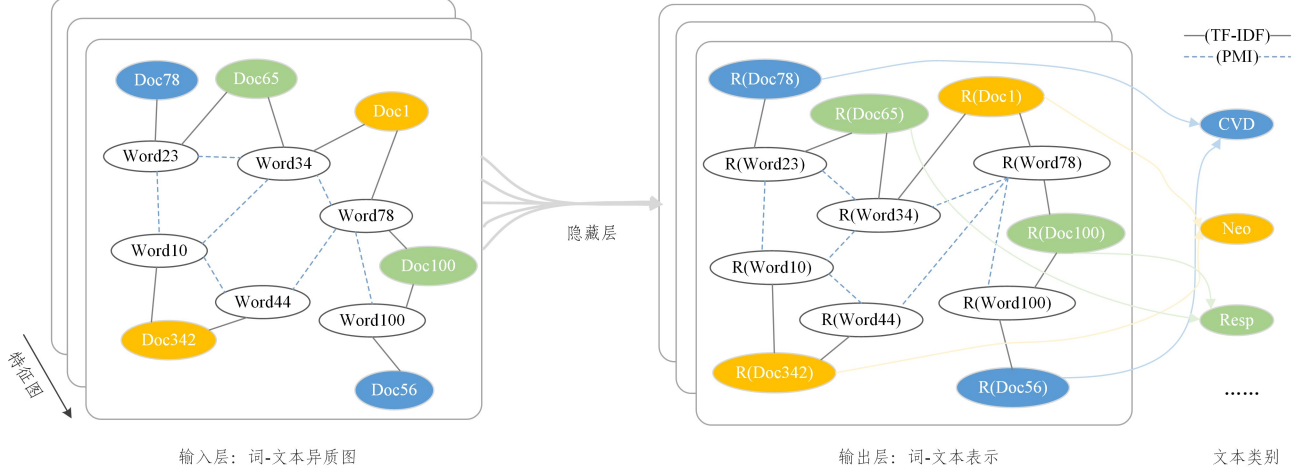 Doc78
Doc65
Doc1
Word23
Word34
Word78
Word10
Doc100
Word44
Word100
Doc342
Doc56
特征图
输入层：词-文本异质图
隐藏层
R(Doc78)
R(Doc65)
R(Doc1)
R(Word23)
R(Word78)
R(Word34)
R(Doc100)
R(Word10)
R(Word100)
R(Word44)
R(Doc342)
R(Doc56)
输出层：词-文本表示
(TF-IDF)
(PMI)
CVD
Neo
Resp
……
文本类别